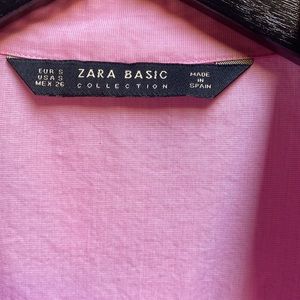 EUR S
USA S
MEX 26
ZARA BASIC
COLLECTION
MADE
IN
SPAIN